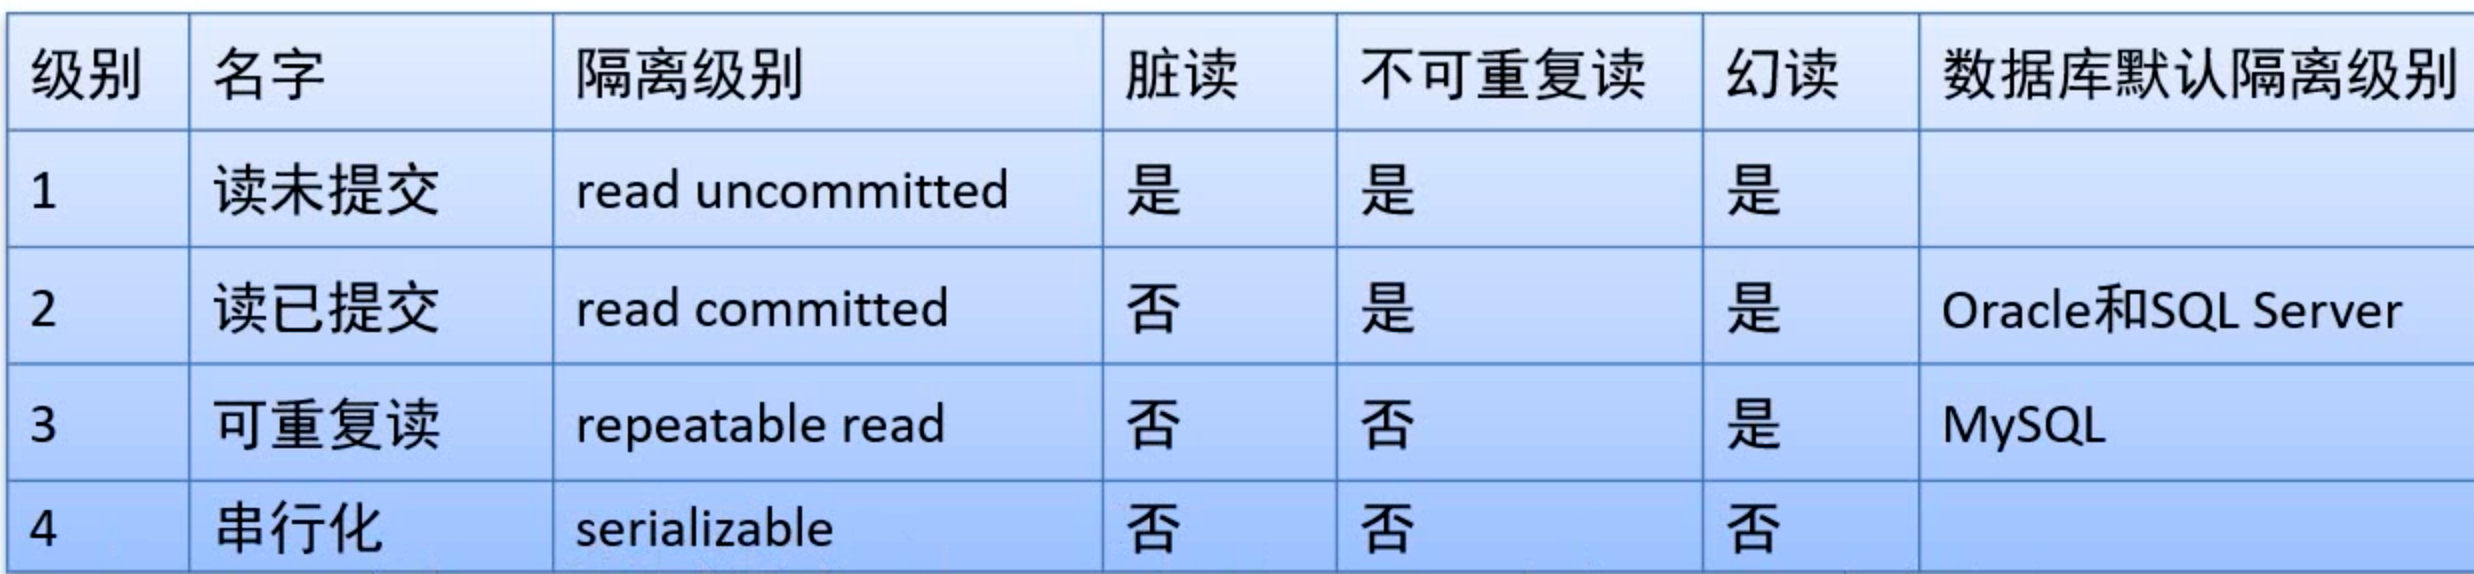 级别 名字 隔离级别 脏读 不可重复读 幻读 数据库默认隔离级别
1 读未提交 read uncommitted 是 是 是
2 读已提交 read committed 否 是 是 Oracle和SQL Server
3 可重复读 repeatable read 否 否 是 MySQL
4 串行化 serializable 否 否 否